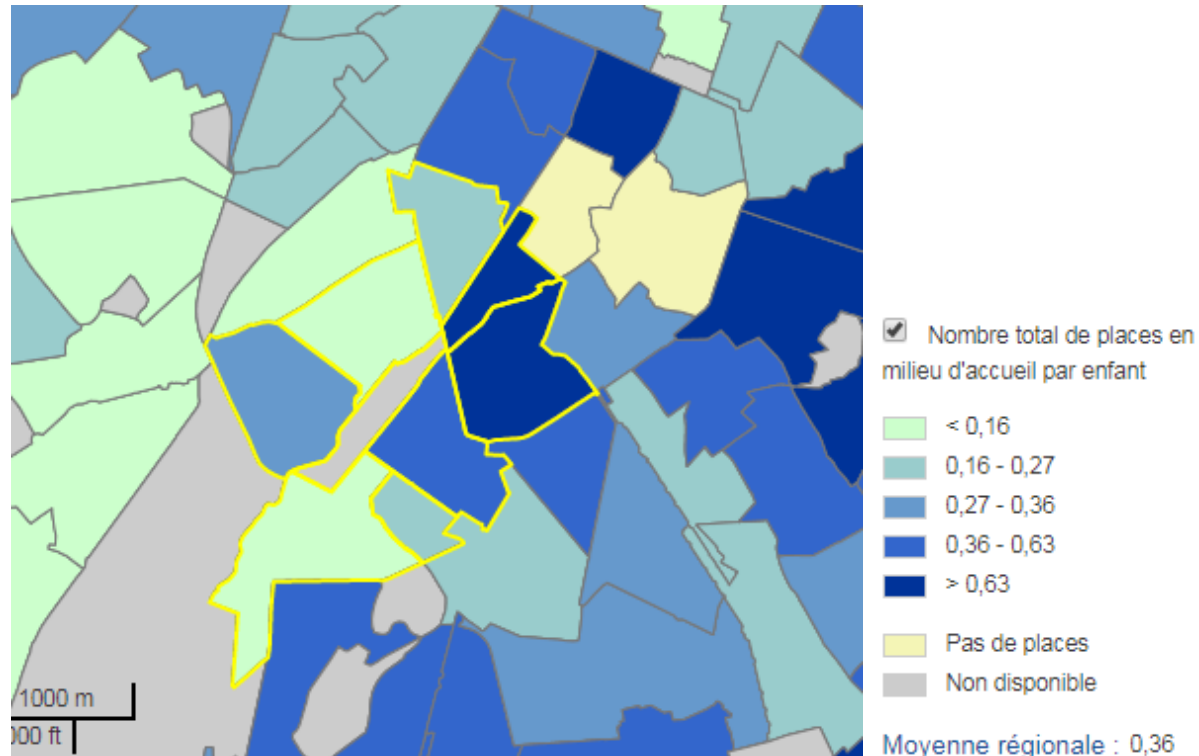 Nombre total de places en
milieu d'accueil par enfant
< 0,16
0,16 - 0,27
0,27 - 0,36
0,36 - 0,63
> 0,63
Pas de places
Non disponible
Moyenne régionale : 0,36
1000 m
ft